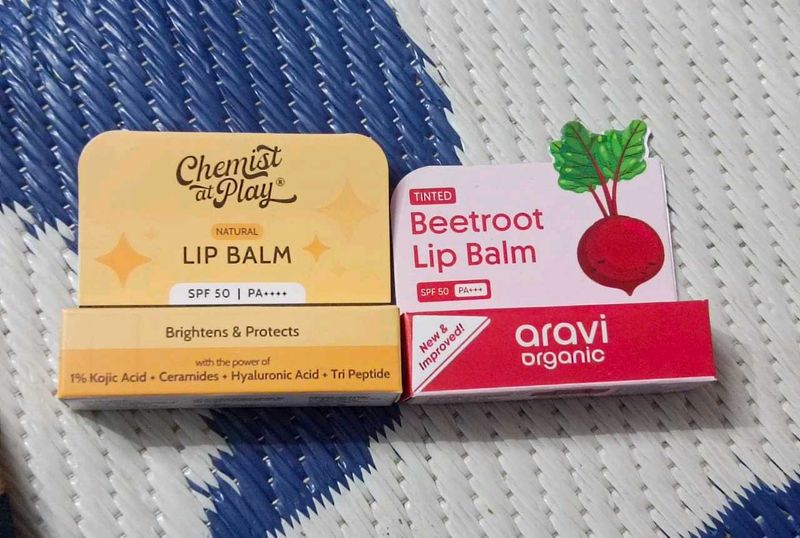 Chemist
at Play®
NATURAL
LIP BALM
SPF 50 | PA++++
Brightens & Protects
with the power of
1% Kojic Acid + Ceramides + Hyaluronic Acid + Tri Peptide
TINTED
Beetroot
Lip Balm
SPF 50 PA+++
New &
Improved!
aravi
organic